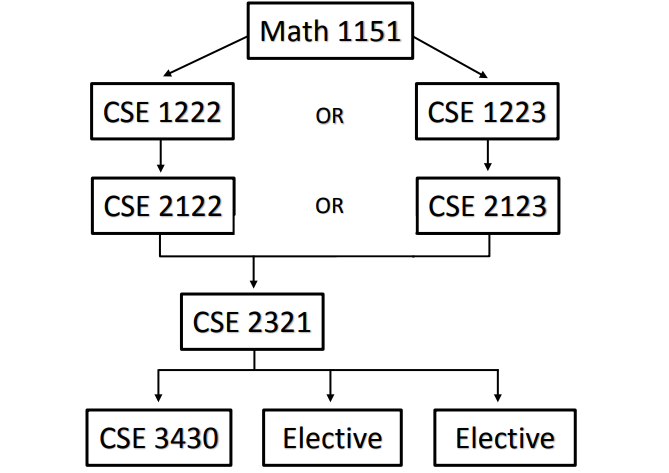 Math 1151
CSE 1222
OR
CSE 1223
CSE 2122
OR
CSE 2123
CSE 2321
CSE 3430
Elective
Elective